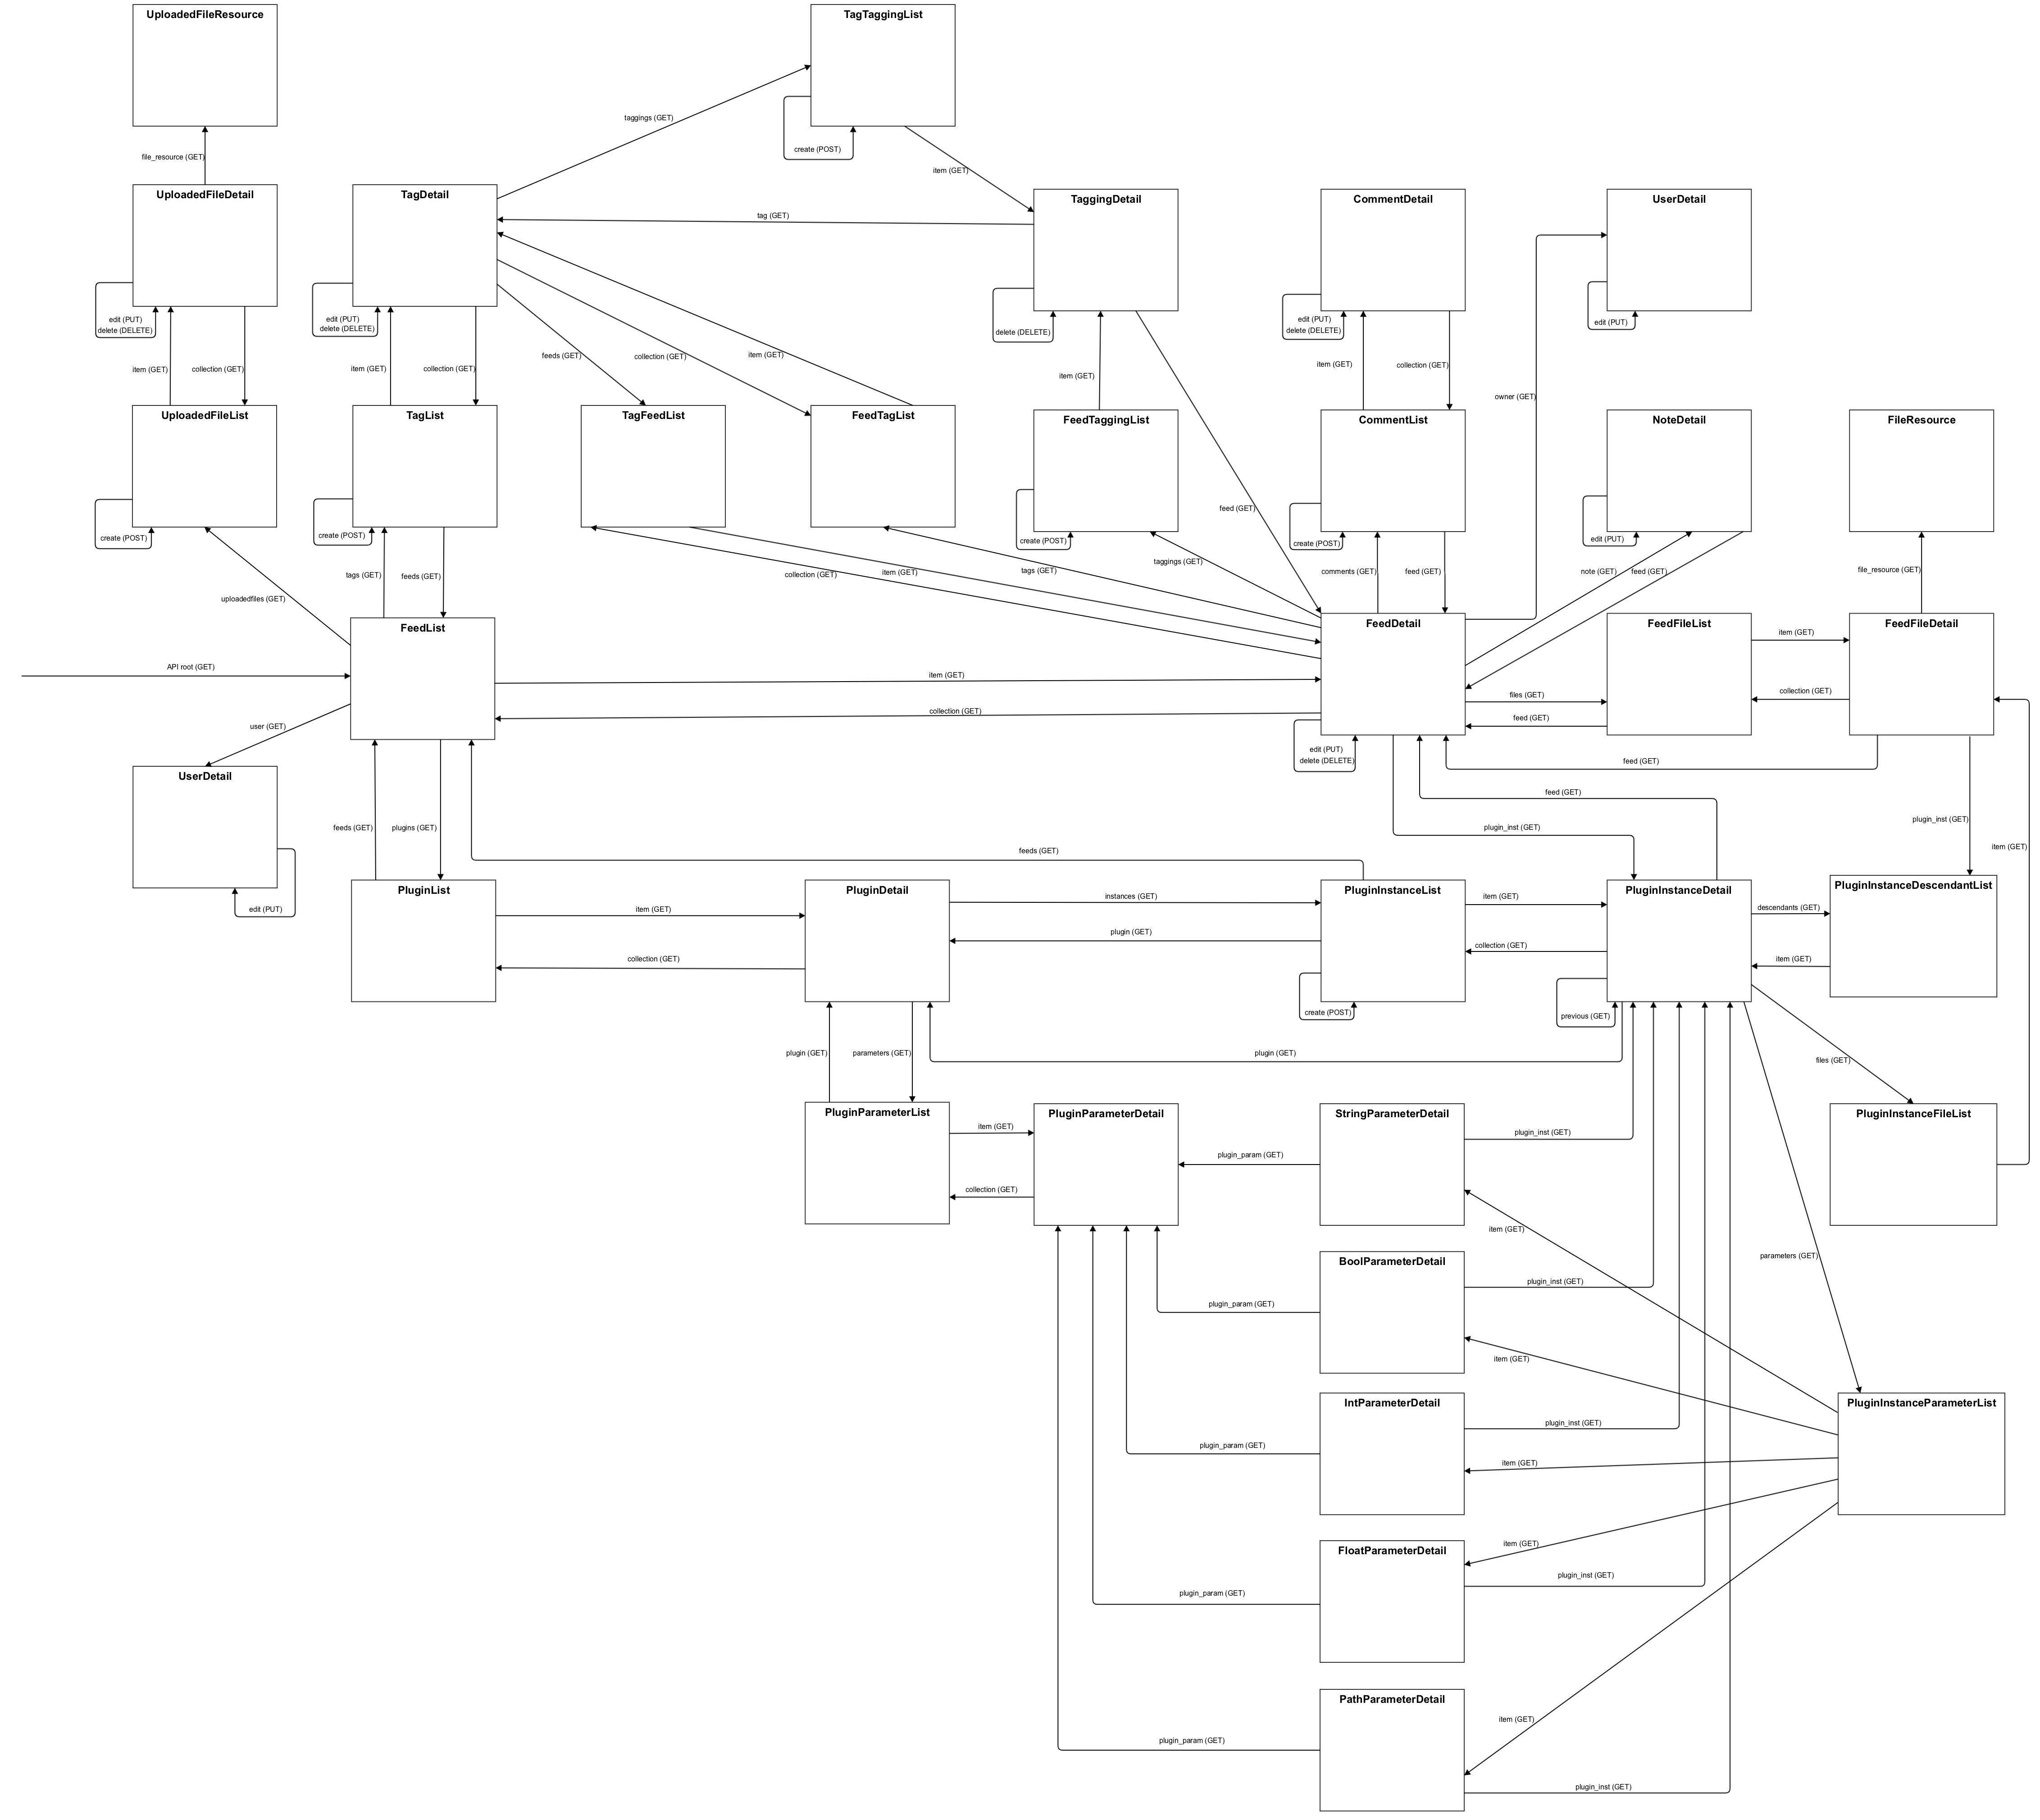 UploadedFileResource
TagTaggingList
taggings (GET)
create (POST)
file_resource (GET)
item (GET)
UploadedFileDetail
TagDetail
TaggingDetail
CommentDetail
UserDetail
tag (GET)
edit (PUT)
delete (DELETE)
edit (PUT)
delete (DELETE)
delete (DELETE)
edit (PUT)
delete (DELETE)
edit (PUT)
item (GET)
collection (GET)
item (GET)
collection (GET)
feeds (GET)
collection (GET)
item (GET)
item (GET)
item (GET)
collection (GET)
owner (GET)
UploadedFileList
TagList
TagFeedList
FeedTagList
FeedTaggingList
CommentList
NoteDetail
FileResource
feed (GET)
create (POST)
create (POST)
create (POST)
create (POST)
edit (PUT)
uploadedfiles (GET)
tags (GET)
feeds (GET)
collection (GET)
item (GET)
tags (GET)
taggings (GET)
comments (GET)
feed (GET)
note (GET)
feed (GET)
file_resource (GET)
FeedList
FeedDetail
FeedFileList
FeedFileDetail
item (GET)
API root (GET)
item (GET)
files (GET)
collection (GET)
collection (GET)
feed (GET)
user (GET)
edit (PUT)
delete (DELETE)
feed (GET)
UserDetail
feed (GET)
feeds (GET)
plugins (GET)
plugin_inst (GET)
plugin_inst (GET)
item (GET)
feeds (GET)
edit (PUT)
PluginList
PluginDetail
PluginInstanceList
PluginInstanceDetail
PluginInstanceDescendantList
item (GET)
instances (GET)
item (GET)
descendants (GET)
plugin (GET)
collection (GET)
collection (GET)
item (GET)
create (POST)
previous (GET)
plugin (GET)
parameters (GET)
plugin (GET)
files (GET)
PluginParameterList
PluginParameterDetail
StringParameterDetail
PluginInstanceFileList
item (GET)
plugin_inst (GET)
plugin_param (GET)
collection (GET)
item (GET)
parameters (GET)
BoolParameterDetail
plugin_inst (GET)
plugin_param (GET)
item (GET)
IntParameterDetail
PluginInstanceParameterList
plugin_inst (GET)
plugin_param (GET)
item (GET)
item (GET)
FloatParameterDetail
plugin_inst (GET)
plugin_param (GET)
PathParameterDetail
item (GET)
plugin_param (GET)
plugin_inst (GET)